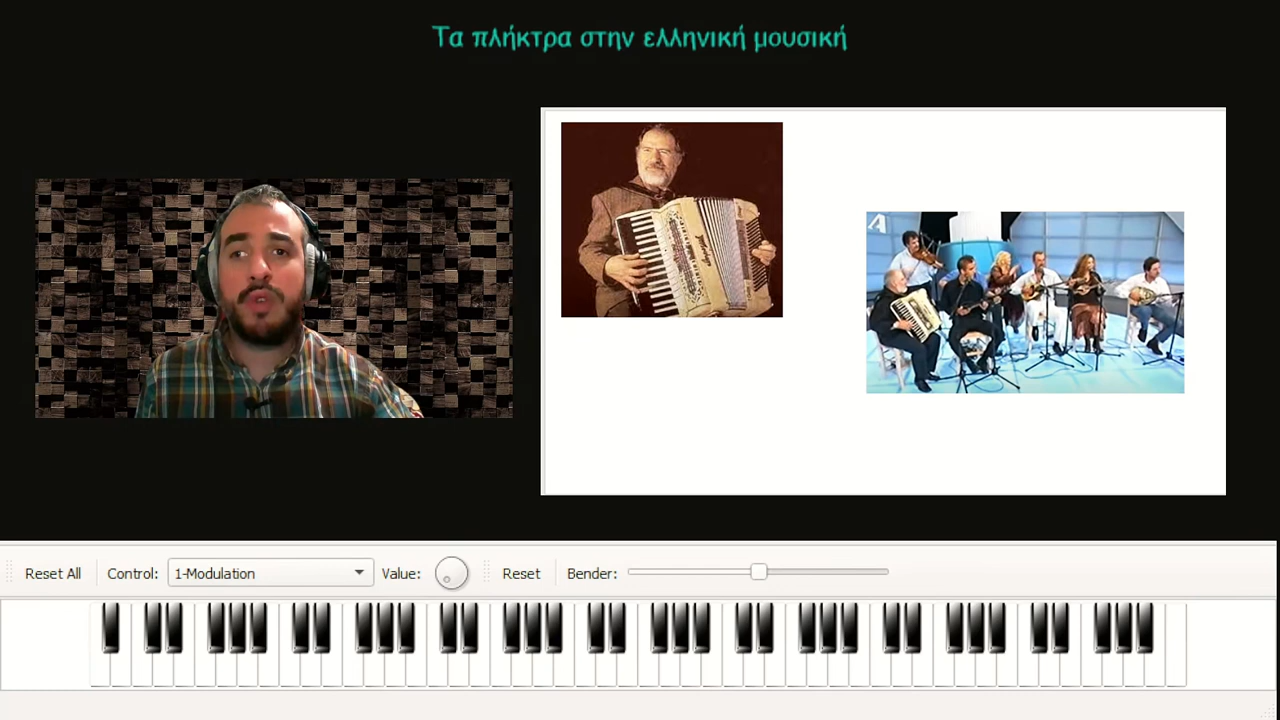 Τα πλήκτρα στην ελληνική μουσική
Reset All
Control:
1-Modulation
Value:
Reset
Bender: